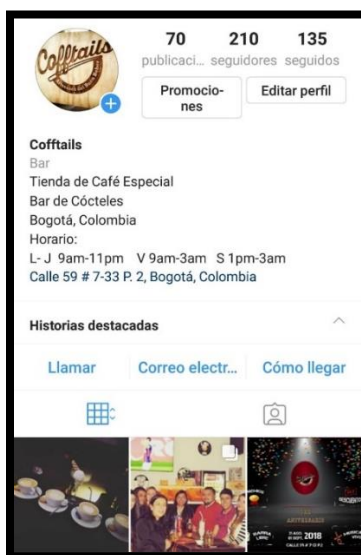 Cofftails
70 210 135
publicaci... seguidores seguidos
Promocio-
nes
Editar perfil
Cofftails
Bar
Tienda de Café Especial
Bar de Cócteles
Bogotá, Colombia
Horario:
L- J 9am-11pm V 9am-3am S 1pm-3am
Calle 59 # 7-33 P. 2, Bogotá, Colombia
Historias destacadas
Llamar Correo electr... Cómo llegar
ANIVERSARIO
2018